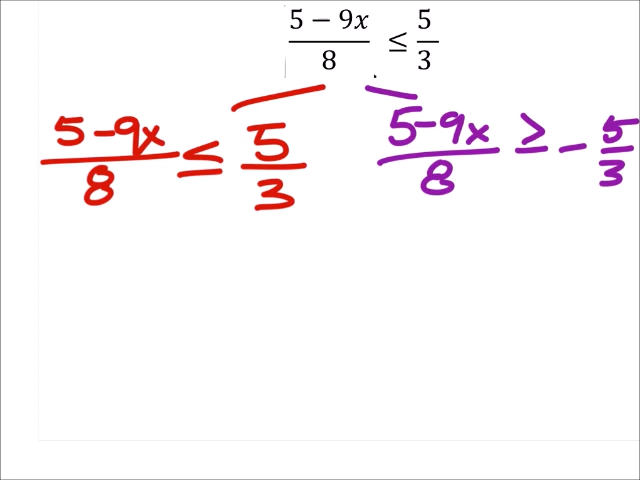 5 − 9x / 8 ≤ 5 / 3
5 - 9x / 8 ≤ 5 / 3
5 - 9x / 8 ≥ - 5 / 3